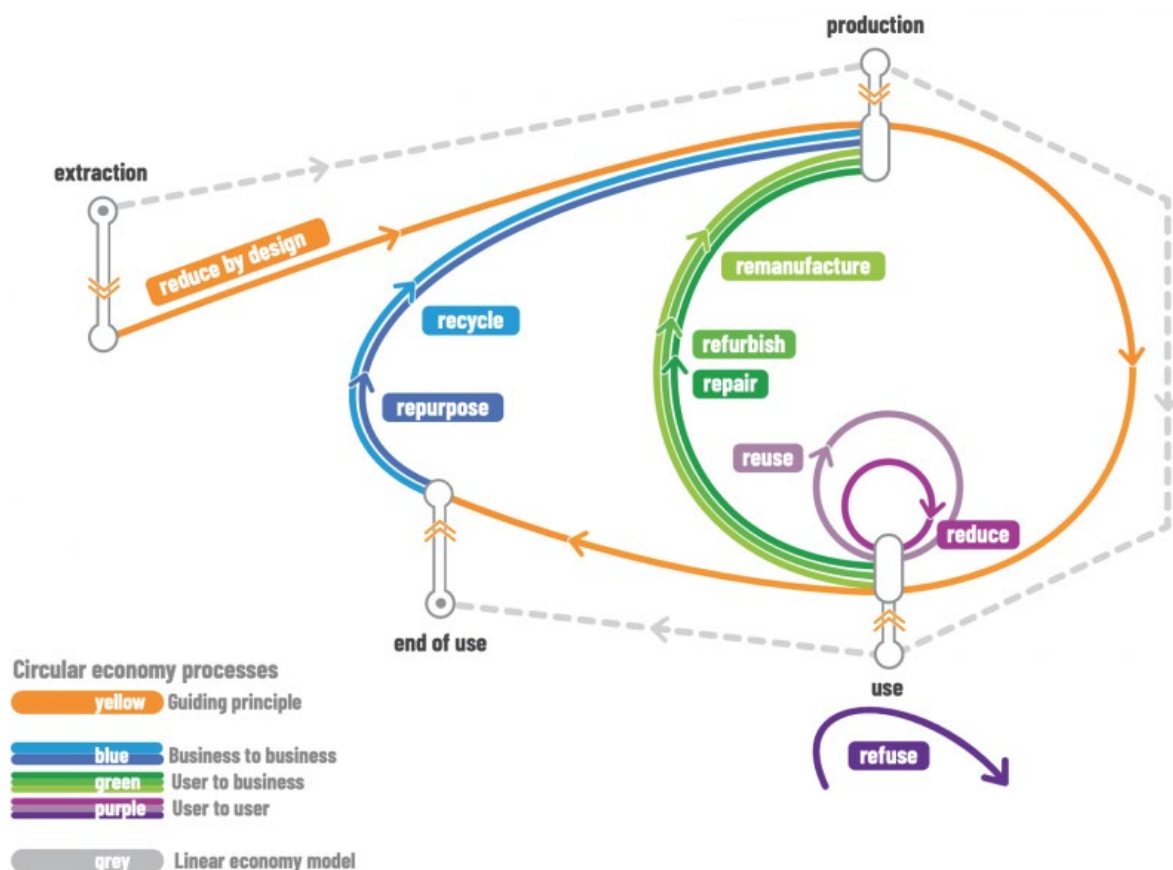 production
extraction
reduce by design
remanufacture
recycle
refurbish
repair
repurpose
reuse
reduce
end of use
use
refuse
Circular economy processes
yellow Guiding principle
blue Business to business
green User to business
purple User to user
grey Linear economy model